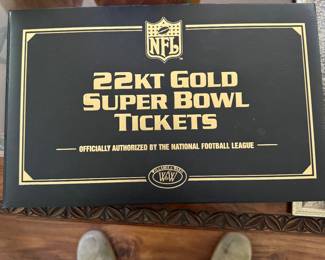 NFL
22KT GOLD
SUPER BOWL
TICKETS
OFFICIALLY AUTHORIZED BY THE NATIONAL FOOTBALL LEAGUE